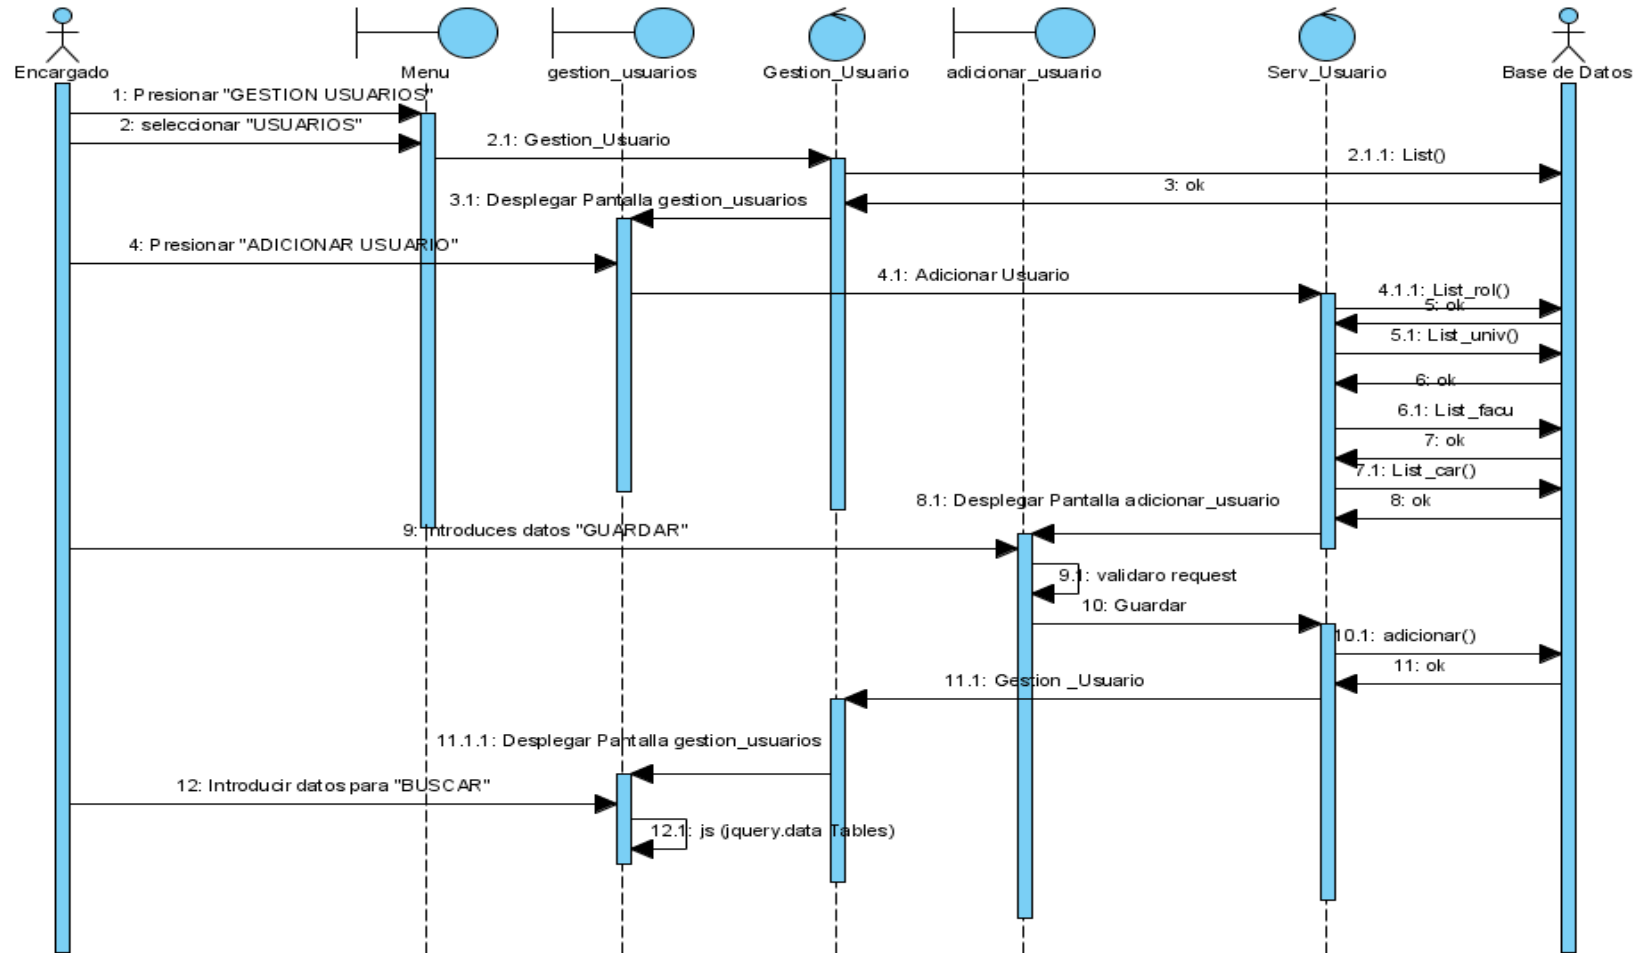 Encargado
Menu
gestion_usuarios
Gestion_Usuario
adicionar_usuario
Serv_Usuario
Base de Datos
1: Presionar "GESTION USUARIOS"
2: seleccionar "USUARIOS"
2.1: Gestion_Usuario
2.1.1: List()
3: ok
3.1: Desplegar Pantalla gestion_usuarios
4: Presionar "ADICIONAR USUARIO"
4.1: Adicionar Usuario
4.1.1: List_rol()
5: ok
5.1: List_univ()
6: ok
6.1: List_facu
7: ok
7.1: List_car()
8: ok
8.1: Desplegar Pantalla adicionar_usuario
9: Introduces datos "GUARDAR"
9.1: validaro request
10: Guardar
10.1: adicionar()
11: ok
11.1: Gestion _Usuario
11.1.1: Desplegar Pantalla gestion_usuarios
12: Introducir datos para "BUSCAR"
12.1: js (jquery.data Tables)